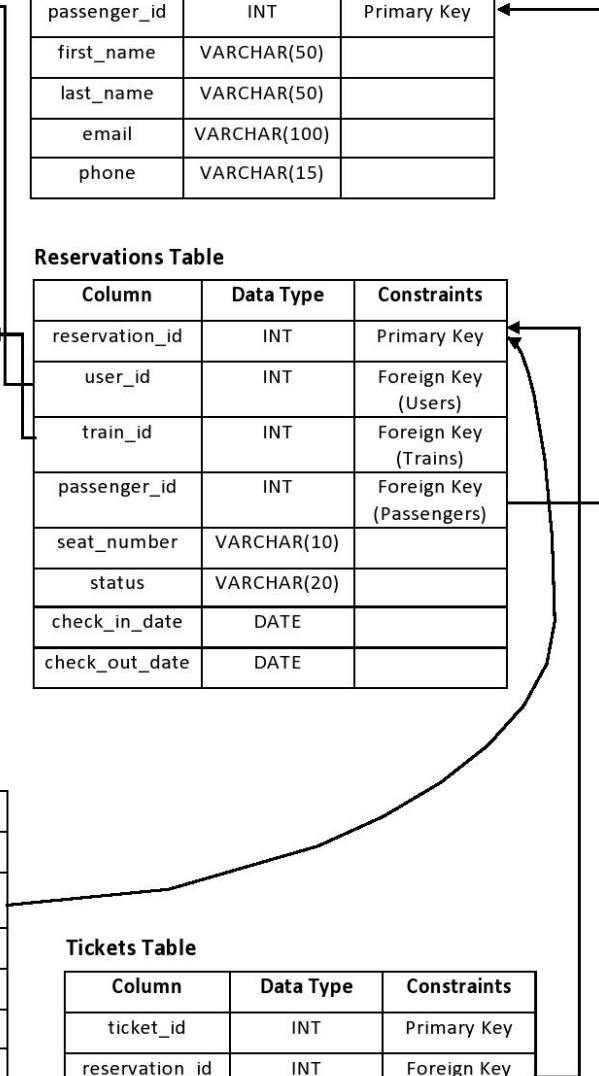 passenger_id INT Primary Key
first_name VARCHAR(50)
last_name VARCHAR(50)
email VARCHAR(100)
phone VARCHAR(15)
Reservations Table
Column Data Type Constraints
reservation_id INT Primary Key
user_id INT Foreign Key
(Users)
train_id INT Foreign Key
(Trains)
passenger_id INT Foreign Key
(Passengers)
seat_number VARCHAR(10)
status VARCHAR(20)
check_in_date DATE
check_out_date DATE
Tickets Table
Column Data Type Constraints
ticket_id INT Primary Key
reservation_id INT Foreign Key